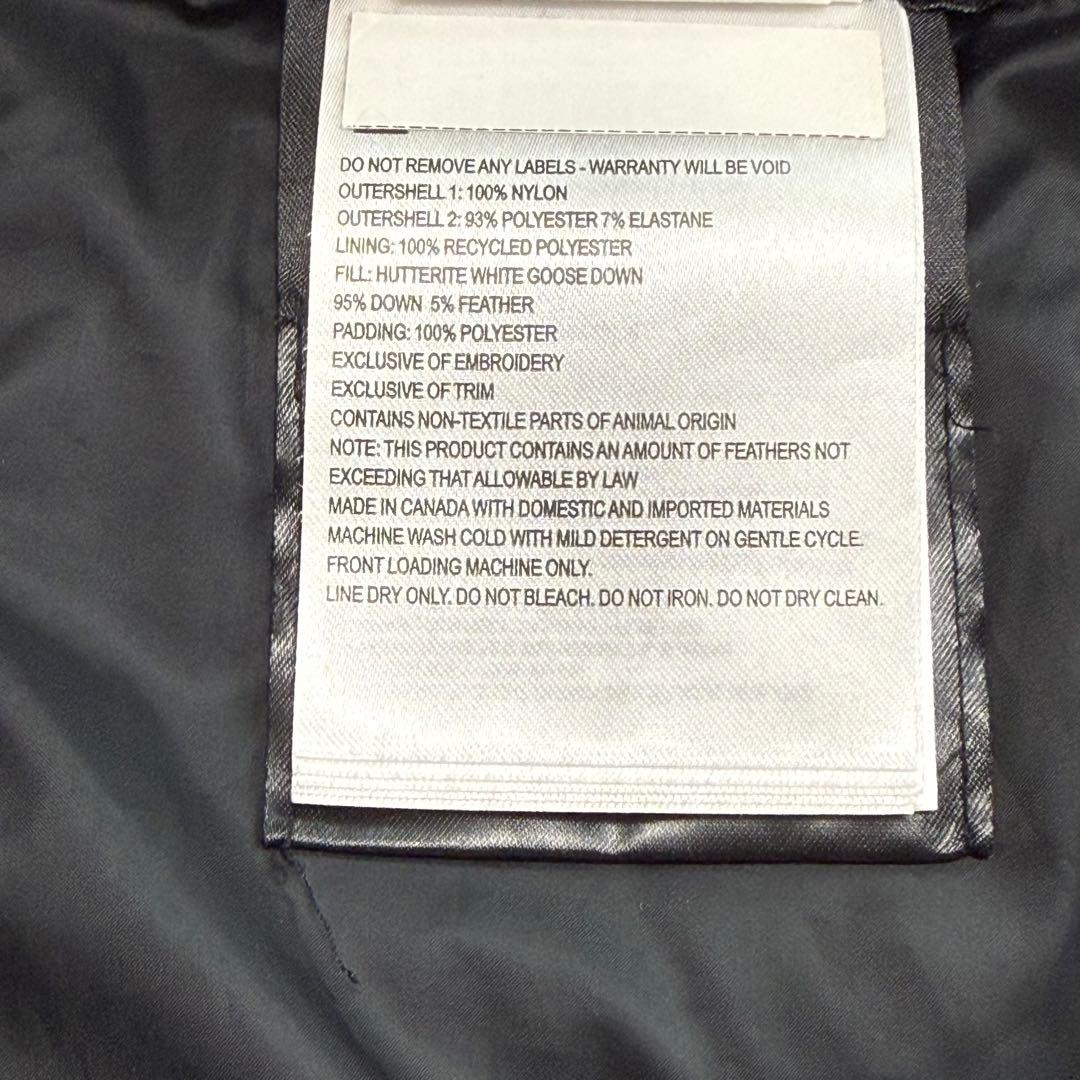 DO NOT REMOVE ANY LABELS - WARRANTY WILL BE VOID
OUTERSHELL 1: 100% NYLON
OUTERSHELL 2: 93% POLYESTER 7% ELASTANE
LINING: 100% RECYCLED POLYESTER
FILL: HUTTERITE WHITE GOOSE DOWN
95% DOWN 5% FEATHER
PADDING: 100% POLYESTER
EXCLUSIVE OF EMBROIDERY
EXCLUSIVE OF TRIM
CONTAINS NON-TEXTILE PARTS OF ANIMAL ORIGIN
NOTE: THIS PRODUCT CONTAINS AN AMOUNT OF FEATHERS NOT
EXCEEDING THAT ALLOWABLE BY LAW
MADE IN CANADA WITH DOMESTIC AND IMPORTED MATERIALS
MACHINE WASH COLD WITH MILD DETERGENT ON GENTLE CYCLE.
FRONT LOADING MACHINE ONLY.
LINE DRY ONLY. DO NOT BLEACH. DO NOT IRON. DO NOT DRY CLEAN.